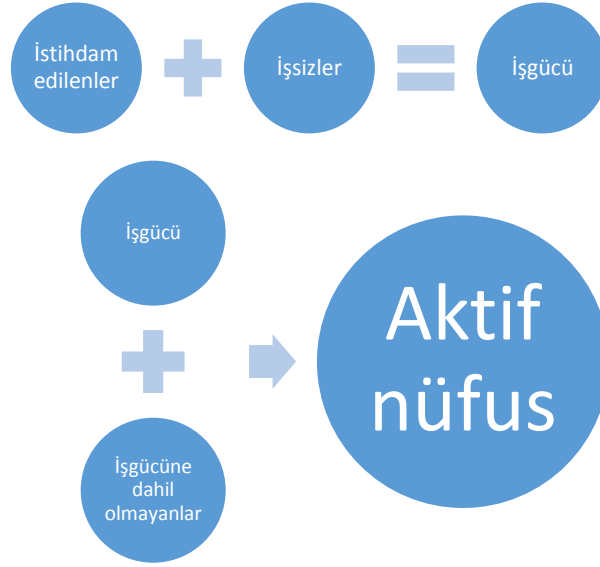 İstihdam
edilenler
İşsizler
İşgücü
İşgücü
İşgücüne
dahil
olmayanlar
Aktif
nüfus